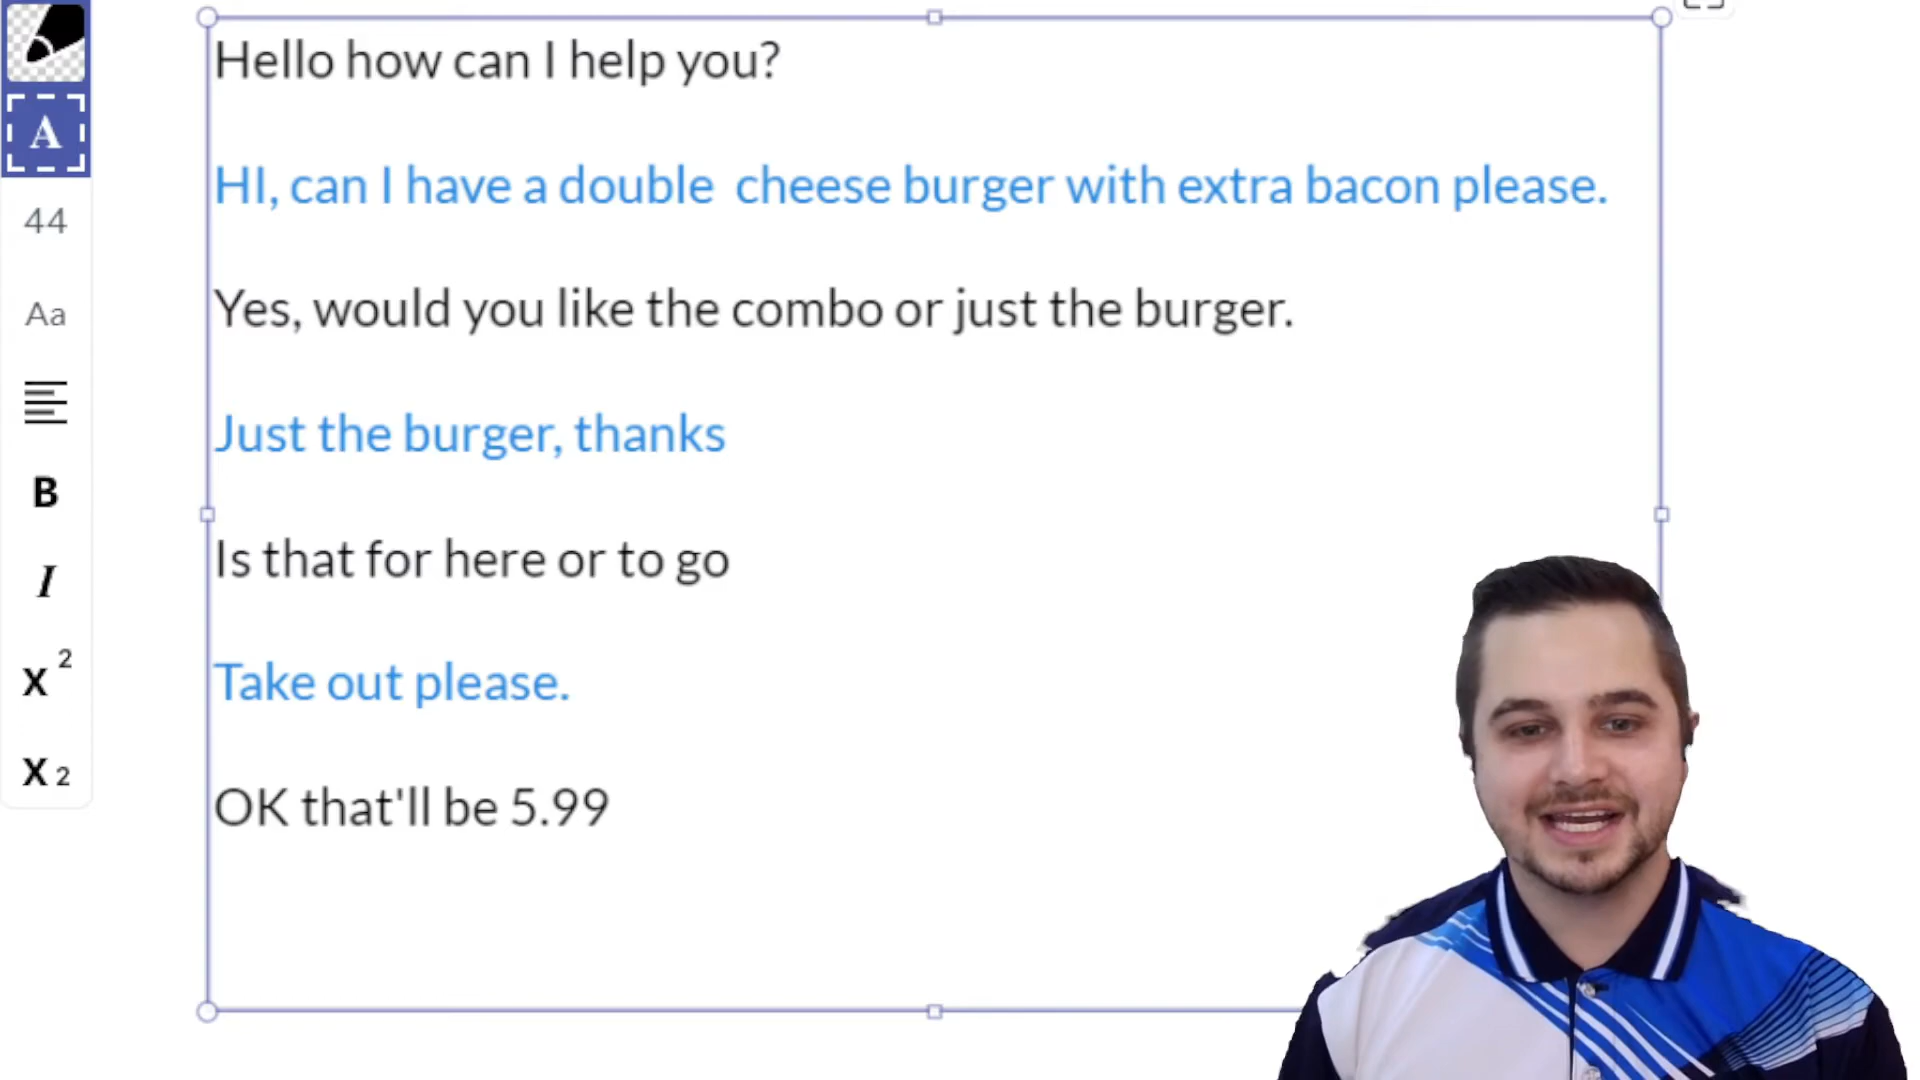 A
44
Aa
B
I
X 2
X 2
Hello how can I help you?
HI, can I have a double  cheese burger with extra bacon please.
Yes, would you like the combo or just the burger.
Just the burger, thanks
Is that for here or to go
Take out please.
OK that'll be 5.99